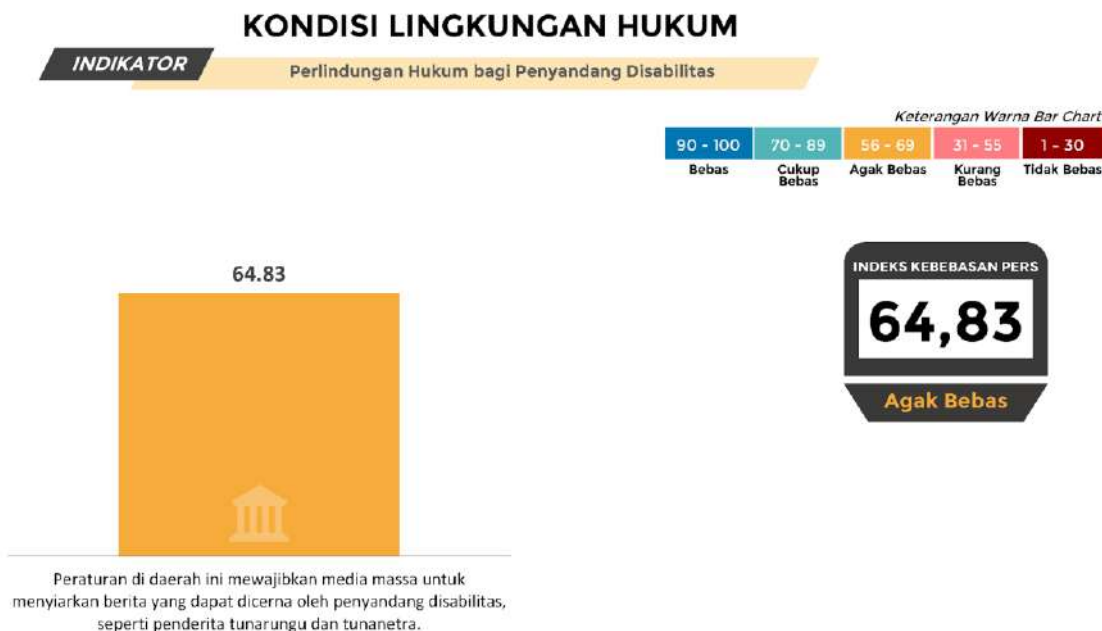 KONDISI LINGKUNGAN HUKUM
INDIKATOR
Perlindungan Hukum bagi Penyandang Disabilitas
Keterangan Warna Bar Chart
90 - 100 70 - 89 56 - 69 31 - 55 1 - 30
Bebas Cukup Bebas Agak Bebas Kurang Bebas Tidak Bebas
64.83
INDEKS KEBEBASAN PERS
64,83
Agak Bebas
Peraturan di daerah ini mewajibkan media massa untuk
menyiarkan berita yang dapat dicerna oleh penyandang disabilitas,
seperti penderita tunarungu dan tunanetra.